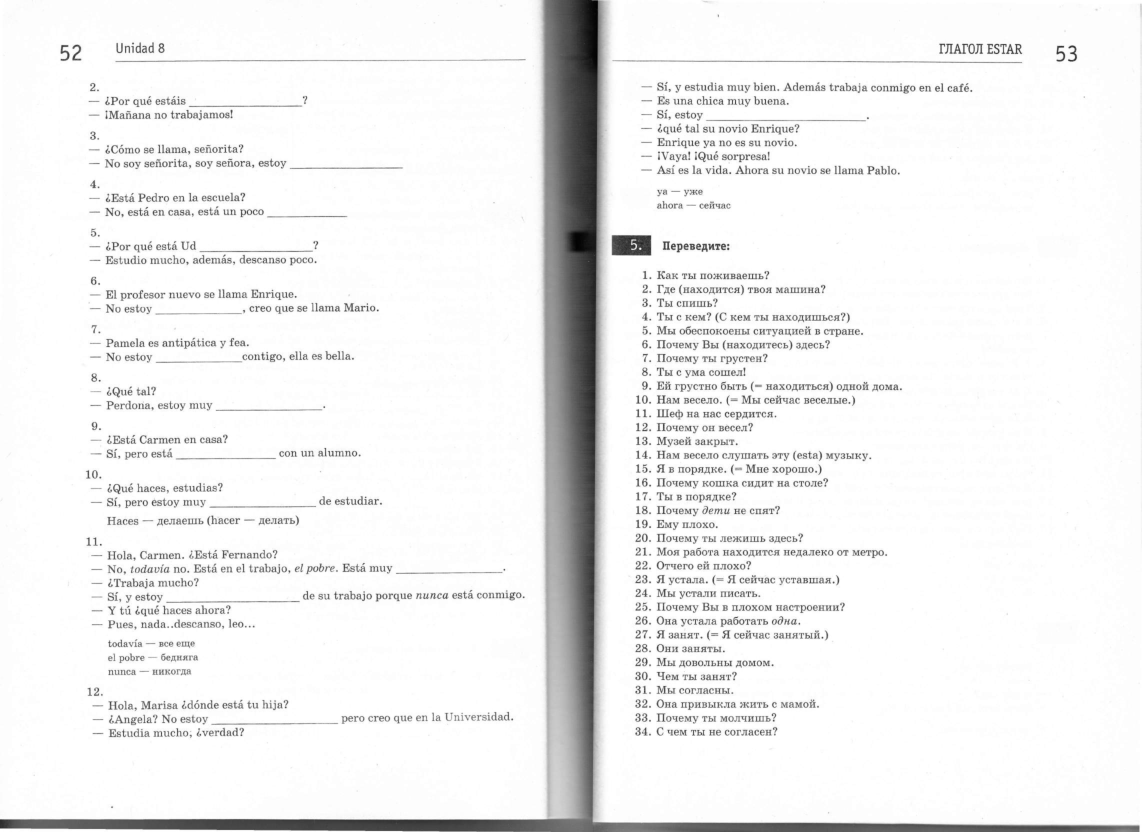 52 Unidad 8
2.
— ¿Por qué estáis ____________________?
— ¡Mañana no trabajamos!
3.
— ¿Cómo se llama, señorita?
— No soy señorita, soy señora, estoy ____________________
4.
— ¿Está Pedro en la escuela?
— No, está en casa, está un poco ______________
5.
— ¿Por qué está Ud ____________________?
— Estudio mucho, además, descanso poco.
6.
— El profesor nuevo se llama Enrique.
— No estoy _______________, creo que se llama Mario.
7.
— Pamela es antipática y fea.
— No estoy _______________contigo, ella es bella.
8.
— ¿Qué tal?
— Perdona, estoy muy ___________________.
9.
— ¿Está Carmen en casa?
— Sí, pero está _________________ con un alumno.
10.
— ¿Qué haces, estudias?
— Sí, pero estoy muy ___________________ de estudiar.
Haces — делаешь (hacer — делать)
11.
— Hola, Carmen. ¿Está Fernando?
— No, todavía no. Está en el trabajo, el pobre. Está muy ___________________.
— ¿Trabaja mucho?
— Sí, y estoy ________________________ de su trabajo porque nunca está conmigo.
— Y tú ¿qué haces ahora?
— Pues, nada..descanso, leo...
todavía — все еще
el pobre — бедняга
nunca — никогда
12.
— Hola, Marisa ¿dónde está tu hija?
— ¿Angela? No estoy ______________________ pero creo que en la Universidad.
— Estudia mucho, ¿verdad?
ГЛАГОЛ ESTAR 53
— Sí, y estudia muy bien. Además trabaja conmigo en el café.
— Es una chica muy buena.
— Sí, estoy ____________________________.
— ¿qué tal su novio Enrique?
— Enrique ya no es su novio.
— ¡Vaya! ¡Qué sorpresa!
— Así es la vida. Ahora su novio se llama Pablo.
ya — уже
ahora — сейчас
5. Переведите:
1. Как ты поживаешь?
2. Где (находится) твоя машина?
3. Ты спишь?
4. Ты с кем? (С кем ты находишься?)
5. Мы обеспокоены ситуацией в стране.
6. Почему Вы (находитесь) здесь?
7. Почему ты грустен?
8. Ты с ума сошел!
9. Ей грустно быть (= находиться) одной дома.
10. Нам весело. (= Мы сейчас веселые.)
11. Шеф на нас сердится.
12. Почему он весел?
13. Музей закрыт.
14. Нам весело слушать эту (esta) музыку.
15. Я в порядке. (= Мне хорошо.)
16. Почему кошка сидит на столе?
17. Ты в порядке?
18. Почему дети не спят?
19. Ему плохо.
20. Почему ты лежишь здесь?
21. Моя работа находится недалеко от метро.
22. Отчего ей плохо?
23. Я устала. (= Я сейчас уставшая.)
24. Мы устали писать.
25. Почему Вы в плохом настроении?
26. Она устала работать одна.
27. Я занят. (= Я сейчас занятый.)
28. Они заняты.
29. Мы довольны домом.
30. Чем ты занят?
31. Мы согласны.
32. Она привыкла жить с мамой.
33. Почему ты молчишь?
34. С чем ты не согласен?